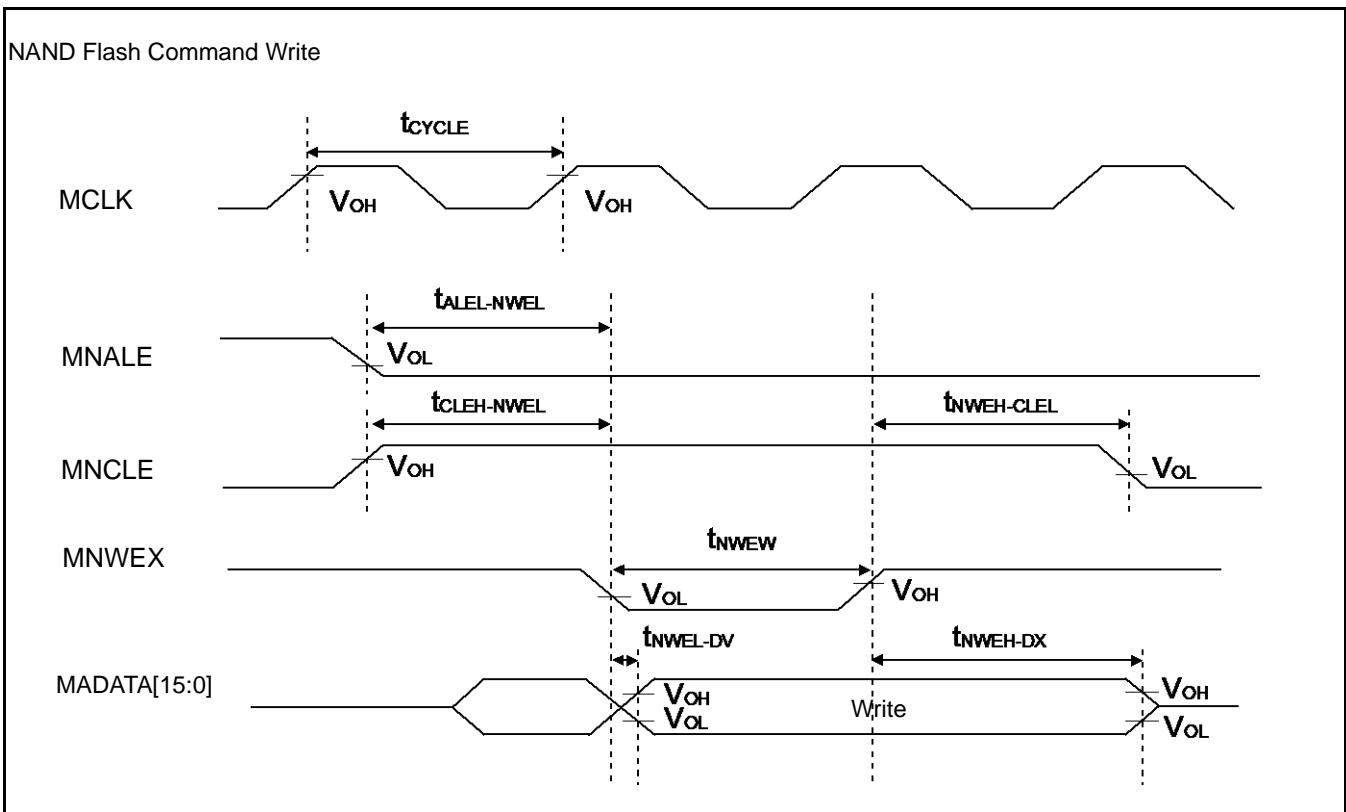 NAND Flash Command Write
tCYCLE
MCLK
VOH VOH
tALEL-NWEL
MNALE
VOL
tCLEH-NWEL tNWEH-CLEL
MNCLE
VOH VOL
tNWEW
MNWEX
VOL VOH
tNWEL-DV tNWEH-DX
MADATA[15:0]
VOH Write VOH
VOL VOL